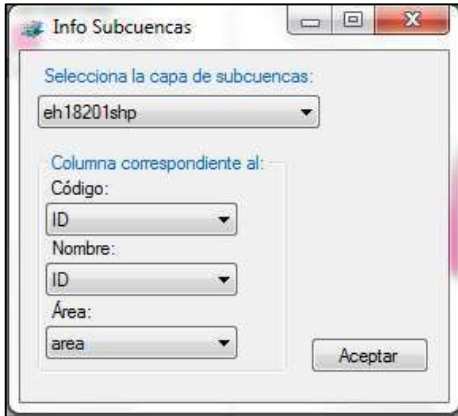 Info Subcuencas
Selecciona la capa de subcuencas:
eh18201shp
Columna correspondiente al:
Código:
ID
Nombre:
ID
Área:
area
Aceptar